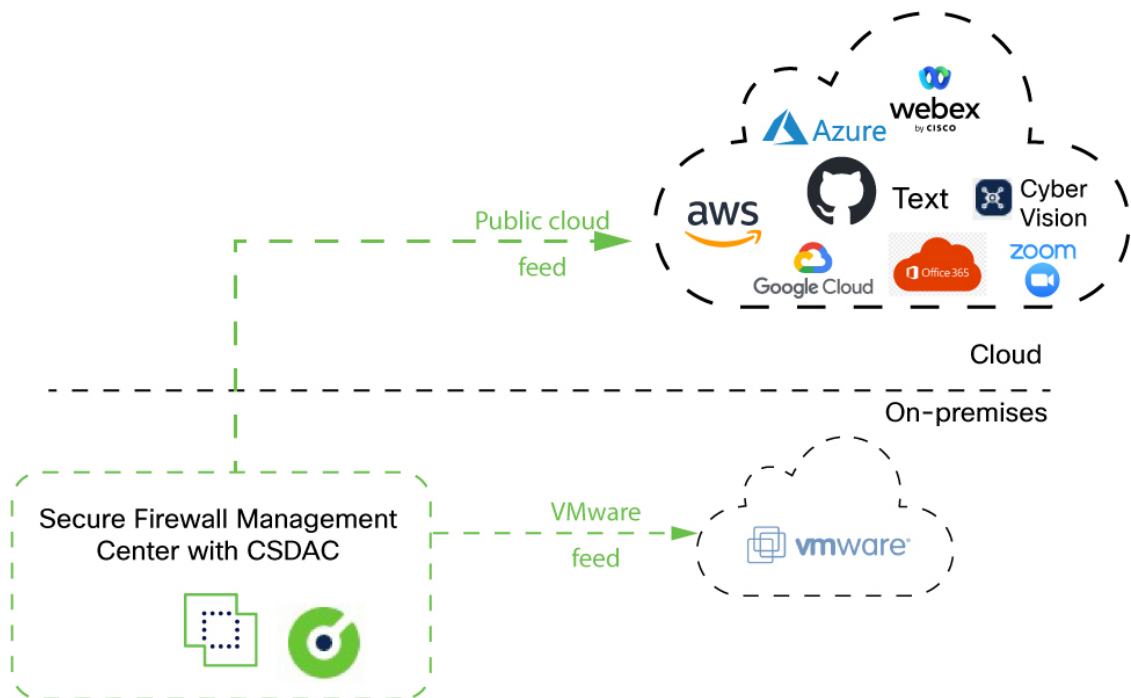 webex
by CISCO
Azure
aws
Text
Cyber
Vision
Google Cloud
Office 365
zoom
Public cloud
feed
Cloud
On-premises
Secure Firewall Management
Center with CSDAC
VMware
feed
vmware®